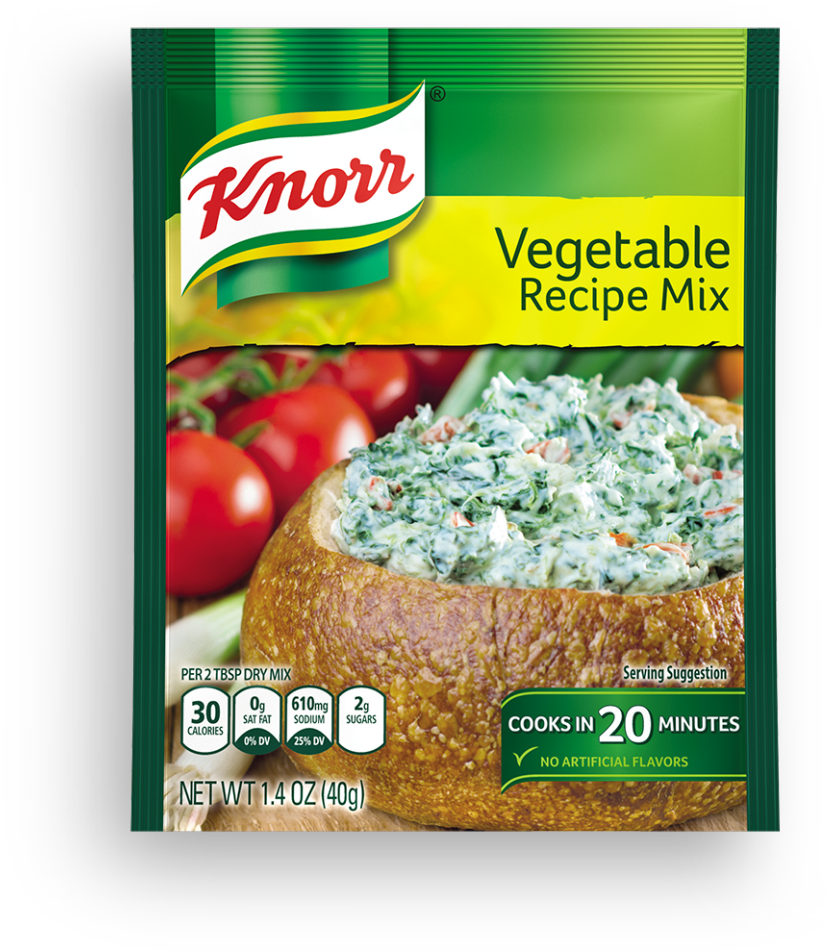 Knorr®
Vegetable
Recipe Mix
PER 2 TBSP DRY MIX
30
CALORIES
0g
SAT FAT
0% DV
610mg
SODIUM
25% DV
2g
SUGARS
NET WT 1.4 OZ (40g)
Serving Suggestion
COOKS IN 20 MINUTES
NO ARTIFICIAL FLAVORS